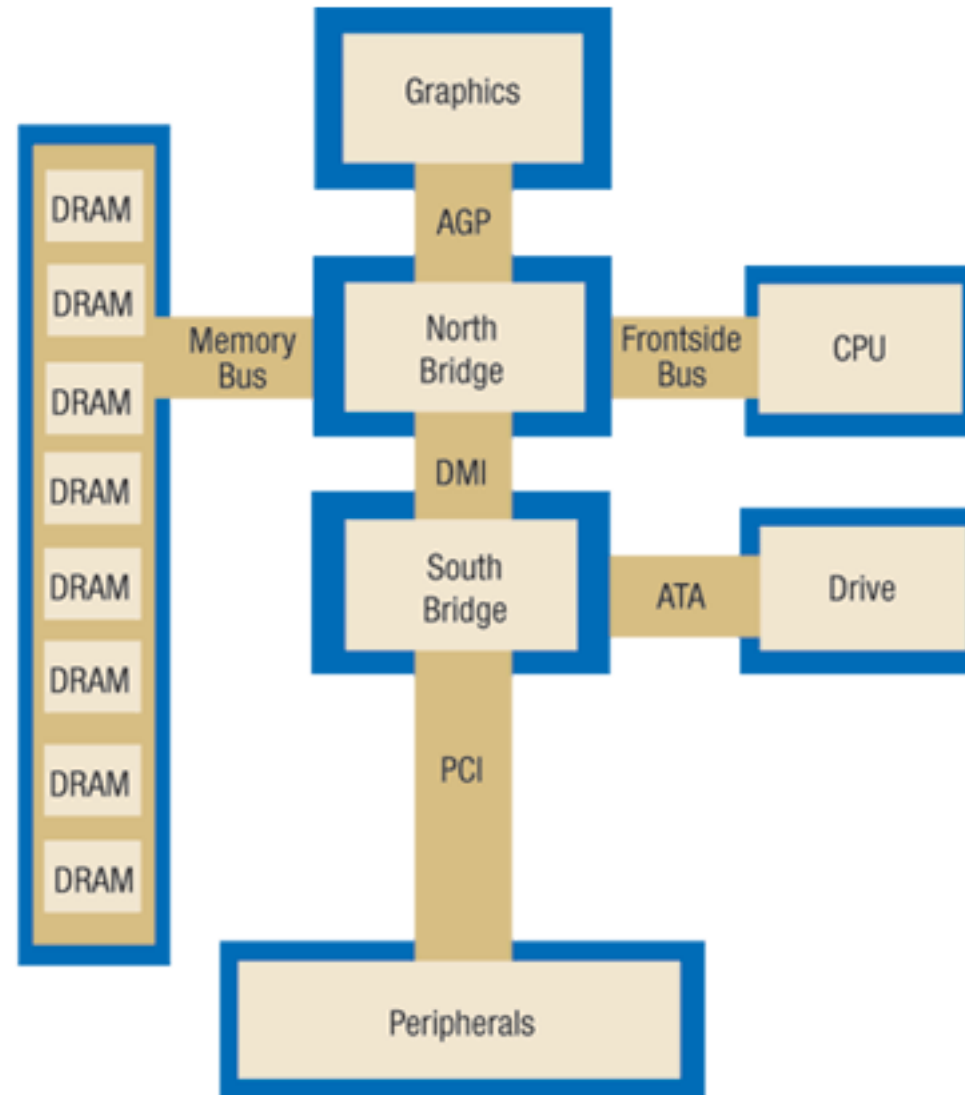 Graphics
AGP
DRAM
DRAM
DRAM
DRAM
DRAM
DRAM
DRAM
DRAM
Memory
Bus
North
Bridge
Frontside
Bus
CPU
DMI
South
Bridge
ATA
Drive
PCI
Peripherals